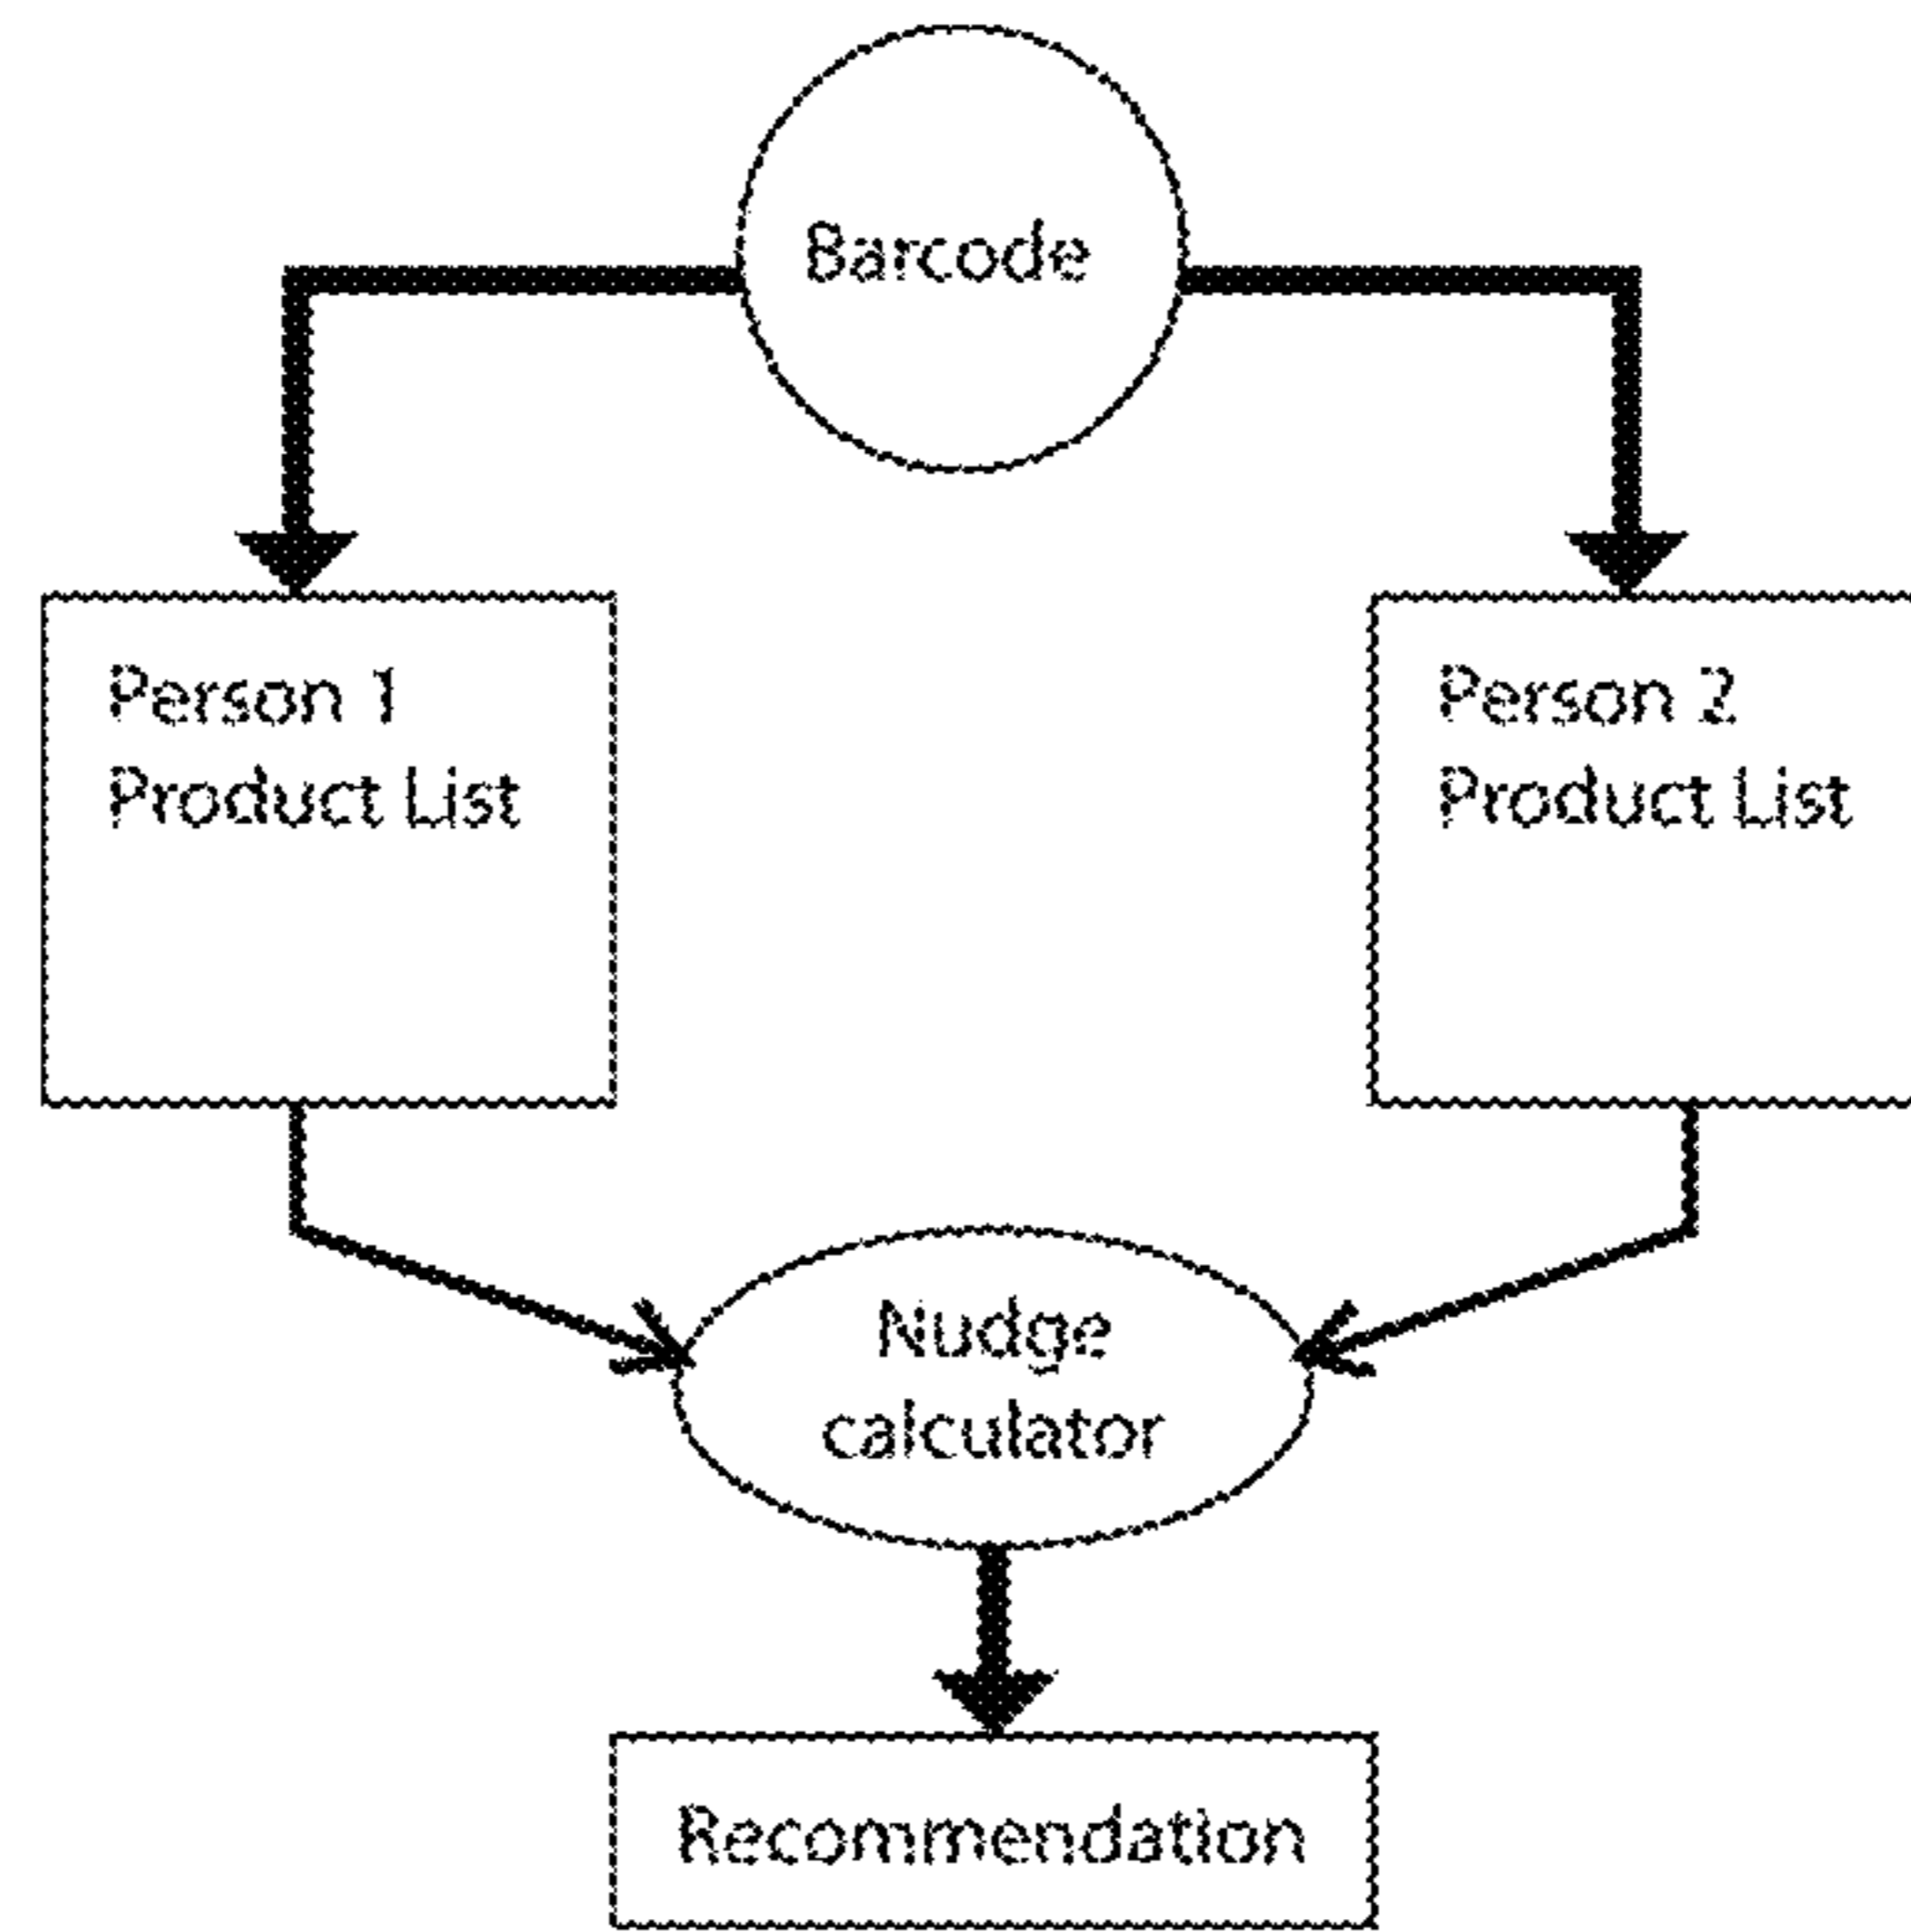 Barcode
Person 1
Product List
Person 2
Product List
Nudge
calculator
Recommendation